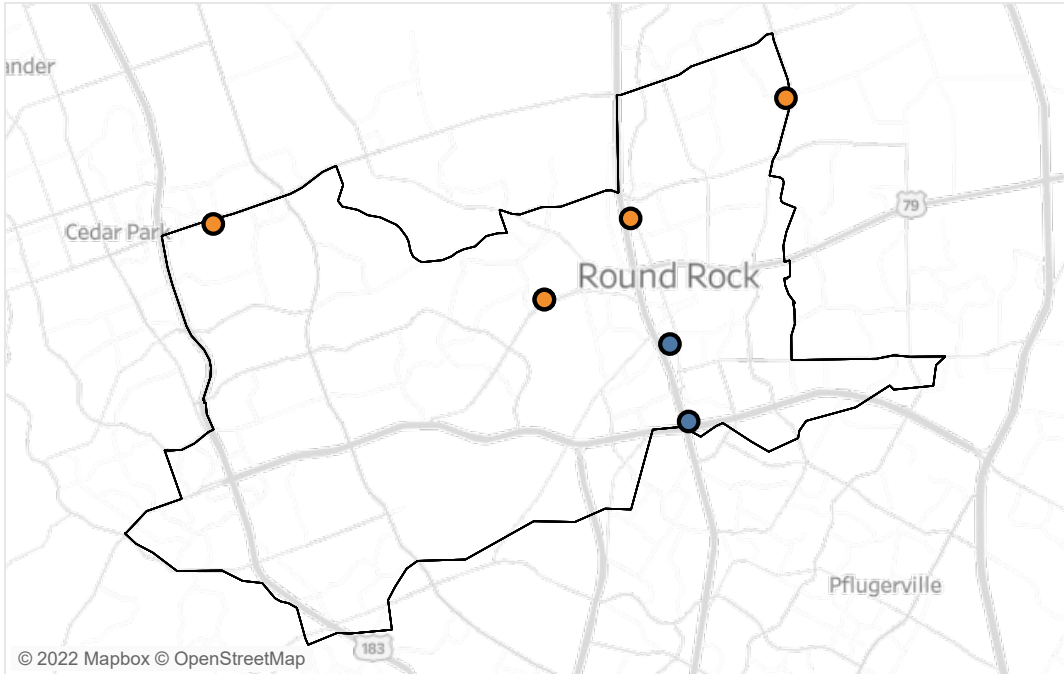 ander
79
Cedar Park
Round Rock
Pflugerville
183
© 2022 Mapbox © OpenStreetMap